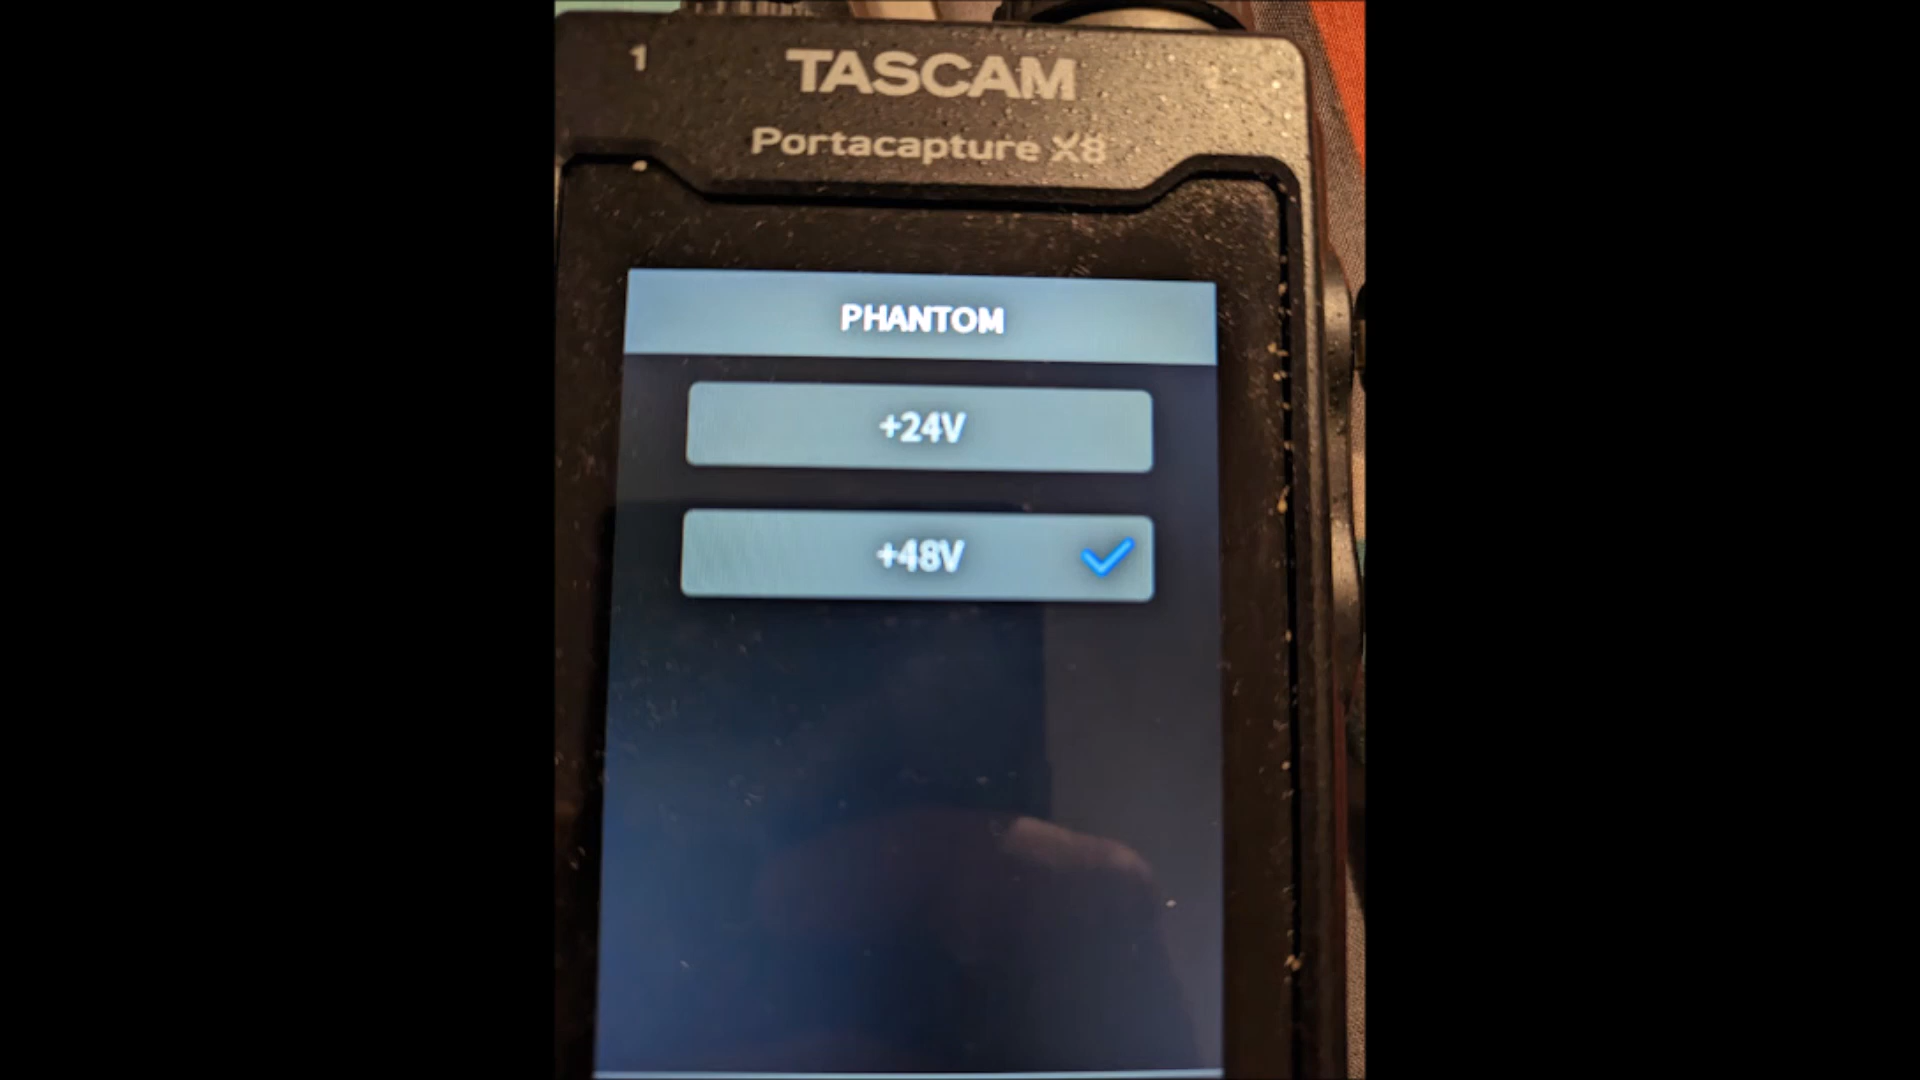 1
TASCAM
Portacapture X8
PHANTOM
+24V
+48V